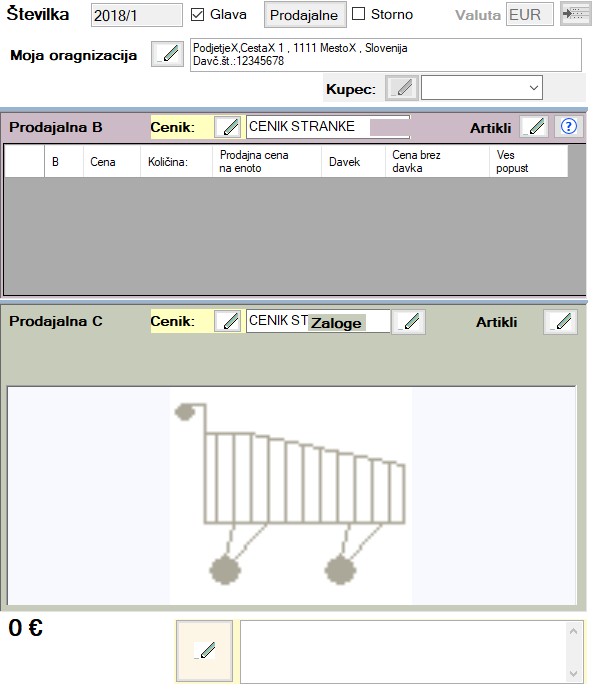 Številka 2018/1 Glava Prodajalne Storno Valuta EUR
Moja oragnizacija
PodjetjeX,CestaX 1 , 1111 MestoX , Slovenija
Davč.št.:12345678
Kupec:
Prodajalna B Cenik: CENIK STRANKE Artikli ?
B Cena Količina: Prodajna cena na enoto Davek Cena brez davka Ves popust
Prodajalna C Cenik: CENIK ST Zaloge Artikli
0 €